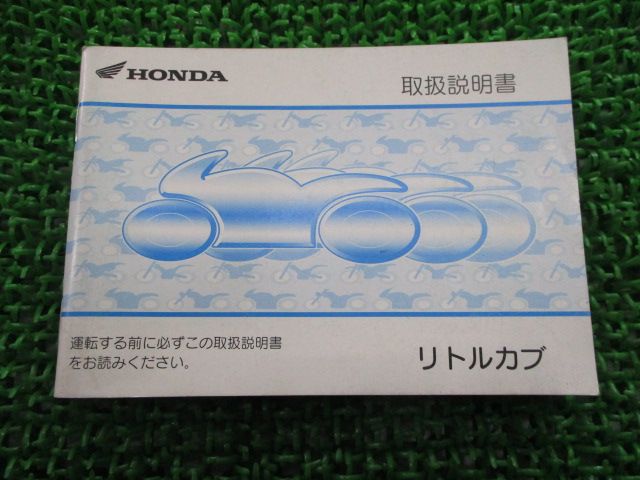 HONDA
取扱説明書
運転する前に必ずこの取扱説明書
をお読みください。
リトルカブ